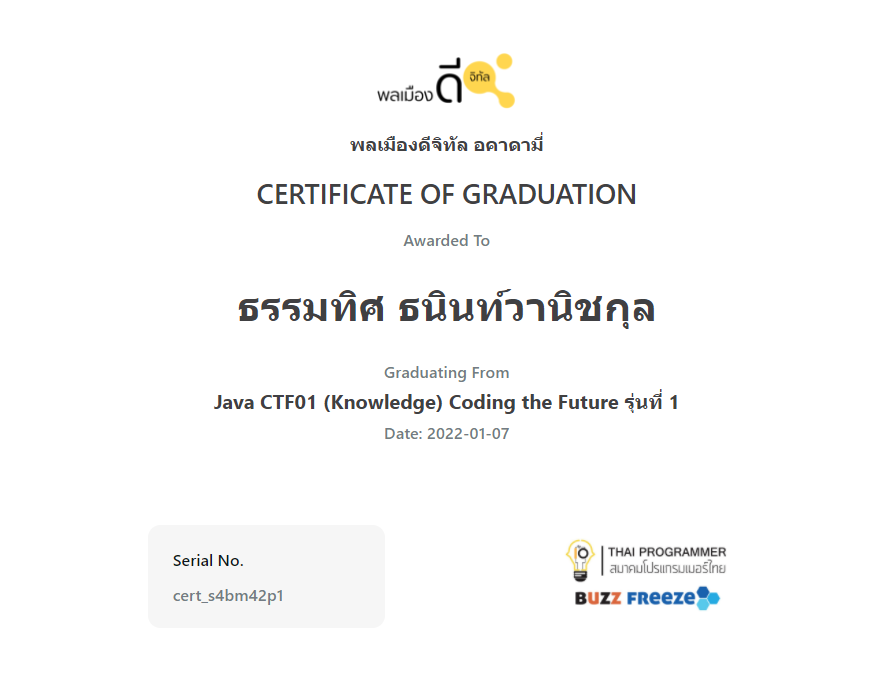 พลเมืองดีจิทัล
พลเมืองดีจิทัล อคาดามี่
CERTIFICATE OF GRADUATION
Awarded To
ธรรมทิศ ธนินท์วานิชกุล
Graduating From
Java CTF01 (Knowledge) Coding the Future รุ่นที่ 1
Date: 2022-01-07
Serial No.
cert_s4bm42p1
THAI PROGRAMMER
สมาคมโปรแกรมเมอร์ไทย
BUZZ FREEZE